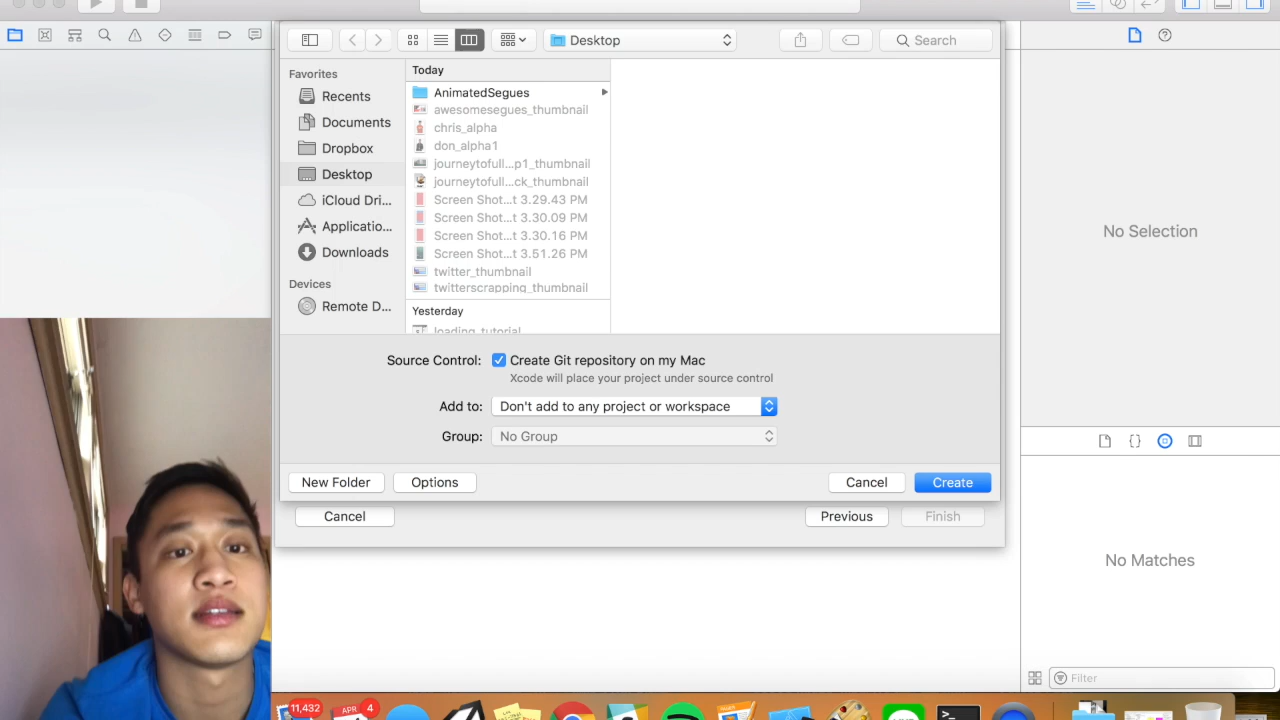 Desktop
Search
Favorites
Recents
Documents
Dropbox
Desktop
iCloud Dri...
Applicatio...
Downloads
Devices
Remote D...
Today
AnimatedSegues
awesomesegues_thumbnail
chris_alpha
don_alpha1
journeytofull...p1_thumbnail
journeytofull...ck_thumbnail
Screen Shot...t 3.29.43 PM
Screen Shot...t 3.30.09 PM
Screen Shot...t 3.30.16 PM
Screen Shot...t 3.51.26 PM
twitter_thumbnail
twitterscrapping_thumbnail
Yesterday
loading_tutorial
Source Control: Create Git repository on my Mac
Xcode will place your project under source control
Add to: Don't add to any project or workspace
Group: No Group
New Folder Options Cancel Create
Cancel Previous Finish
No Selection
No Matches
Filter
11,432
APR 4